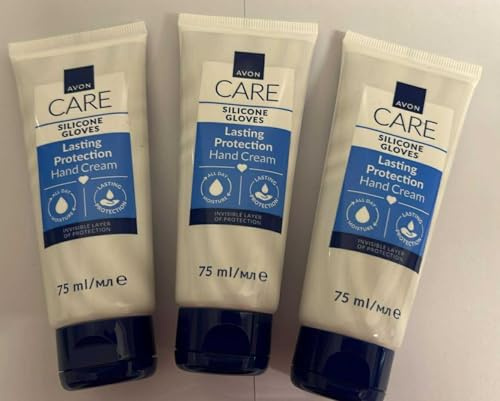 AVON
CARE
SILICONE
GLOVES
Lasting
Protection
Hand Cream
ALL DAY
MOISTURE
LASTING
PROTECTION
INVISIBLE LAYER
OF PROTECTION
75 ml/мл e
AVON
CARE
SILICONE
GLOVES
Lasting
Protection
Hand Cream
ALL DAY
MOISTURE
LASTING
PROTECTION
INVISIBLE LAYER
OF PROTECTION
75 ml/мл e
AVON
CARE
SILICONE
GLOVES
Lasting
Protection
Hand Cream
ALL DAY
MOISTURE
LASTING
PROTECTION
INVISIBLE LAYER
OF PROTECTION
75 ml/мл e